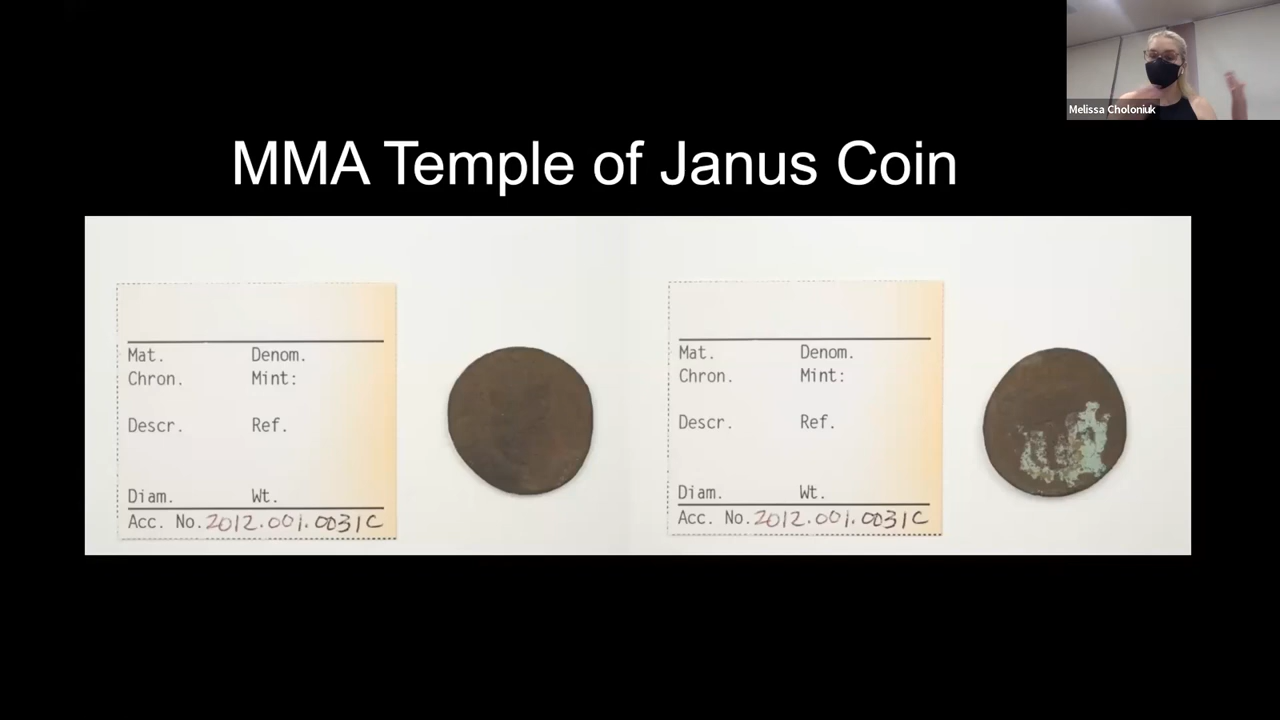 Melissa Choloniuk
MMA Temple of Janus Coin
Mat. Denom.
Chron. Mint:
Descr. Ref.
Diam. Wt.
Acc. No. 2012.001.0031C
Mat. Denom.
Chron. Mint:
Descr. Ref.
Diam. Wt.
Acc. No. 2012.001.0031C